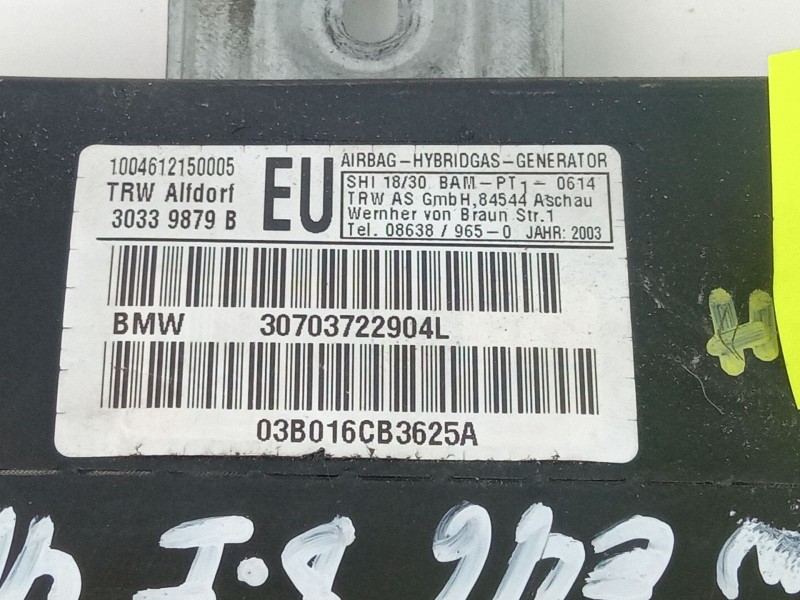 1004612150005
TRW Alfdorf
3033 9879 B
EU
AIRBAG-HYBRIDGAS-GENERATOR
SHI 18/30. BAM-PT1- 0614
TRW AS GmbH,84544 Aschau
Wernher von Braun Str.1
Tel. 08638 / 965-0 JAHR: 2003
BMW 30703722904L
03B016CB3625A
H
E46